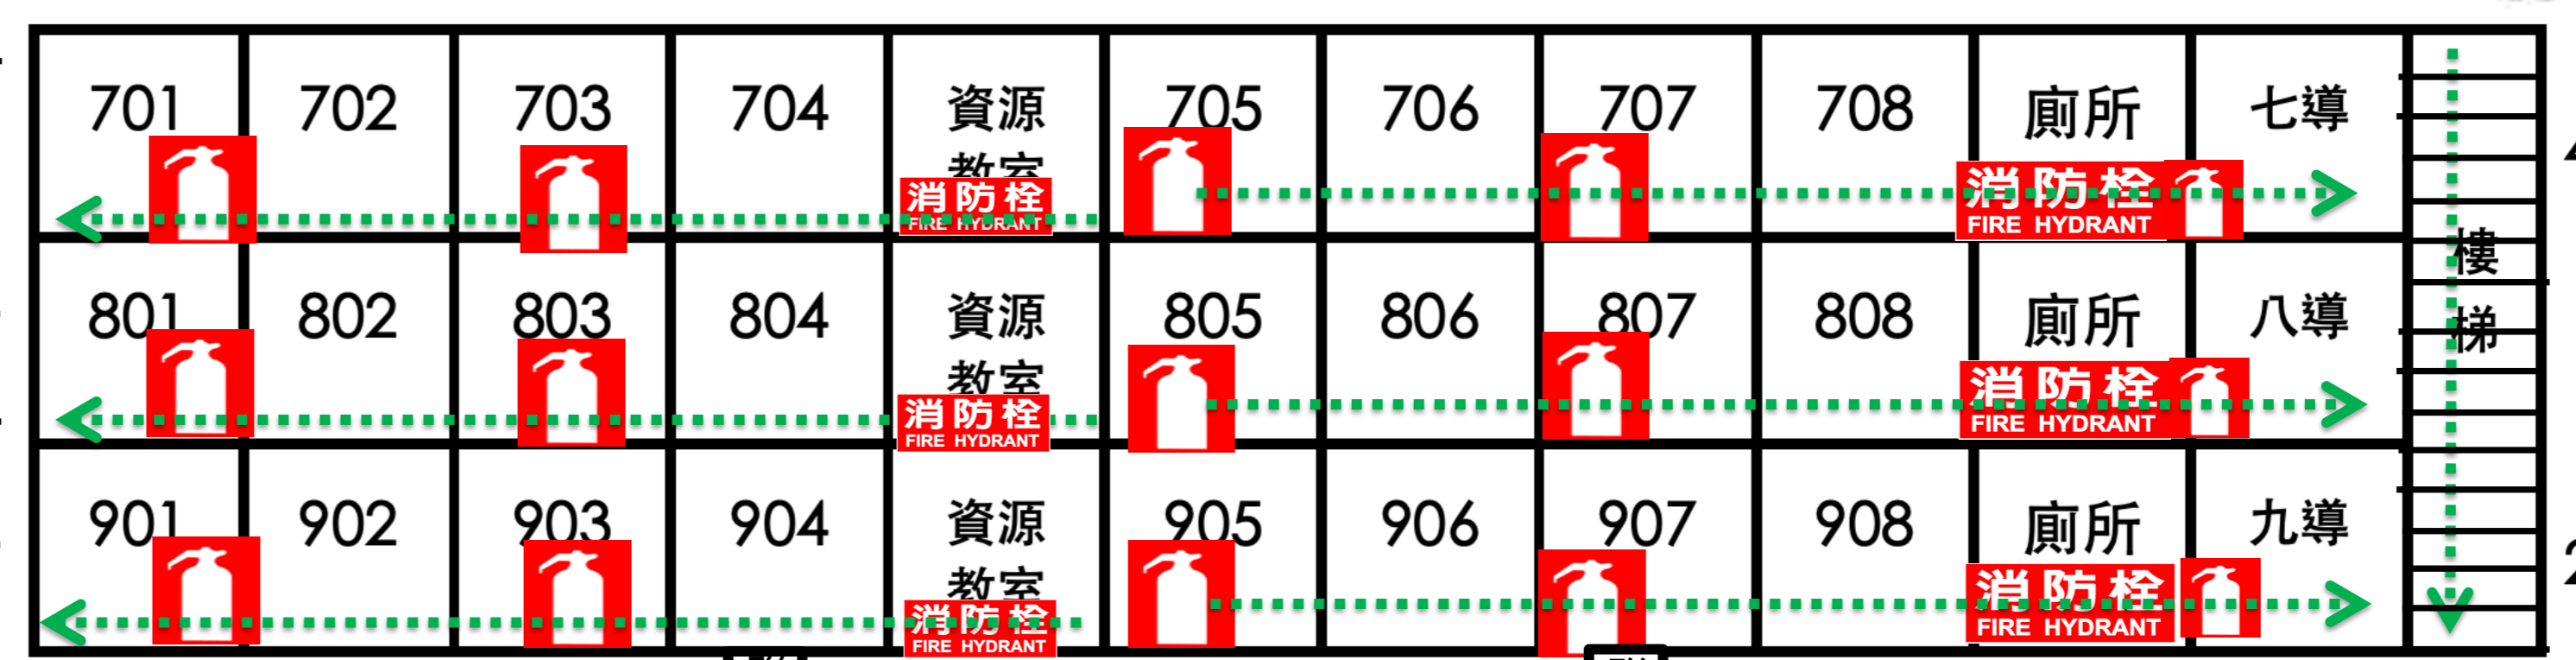 701 702 703 704 資源 705 706 707 708 廁所 七導
教室
消防栓 消防栓
FIRE HYDRANT FIRE HYDRANT
樓
801 802 803 804 資源 805 806 807 808 廁所 八導
梯
教室
消防栓 消防栓
FIRE HYDRANT FIRE HYDRANT
901 902 903 904 資源 905 906 907 908 廁所 九導
教室
消防栓 消防栓
FIRE HYDRANT FIRE HYDRANT